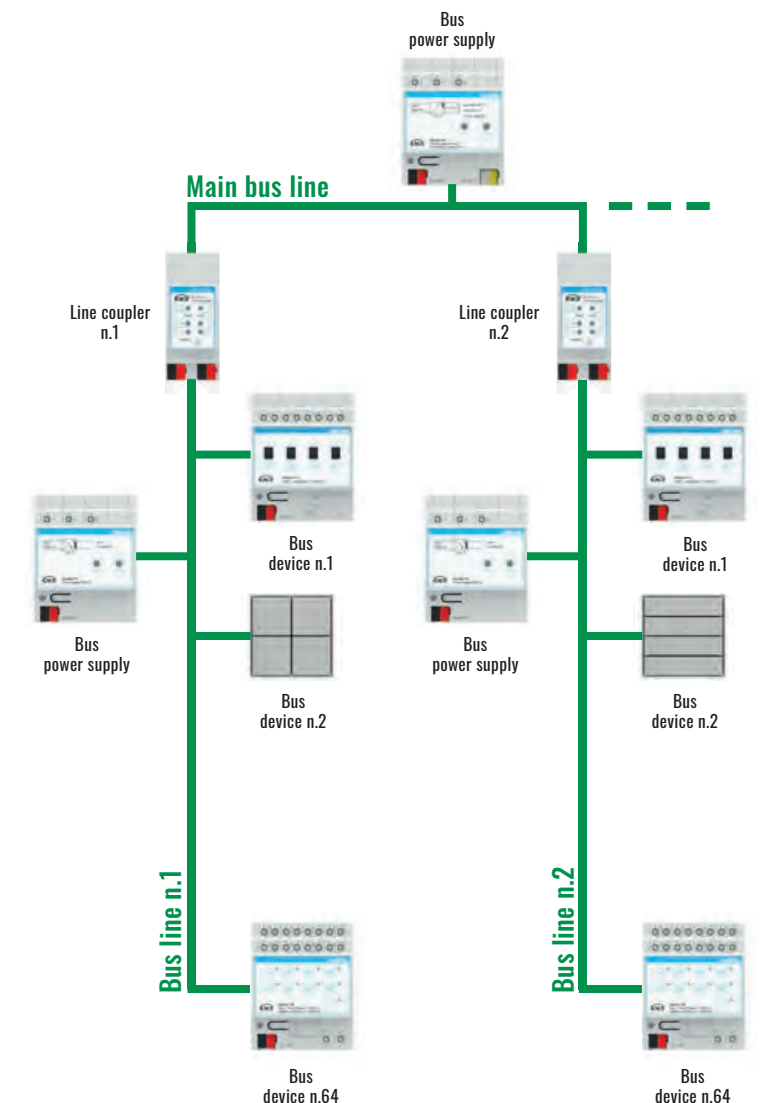 Bus
power supply
Main bus line
Line coupler
n.1
Line coupler
n.2
Bus
device n.1
Bus
device n.1
Bus
power supply
Bus
power supply
Bus
device n.2
Bus
device n.2
Bus line n.1
Bus line n.2
Bus
device n.64
Bus
device n.64